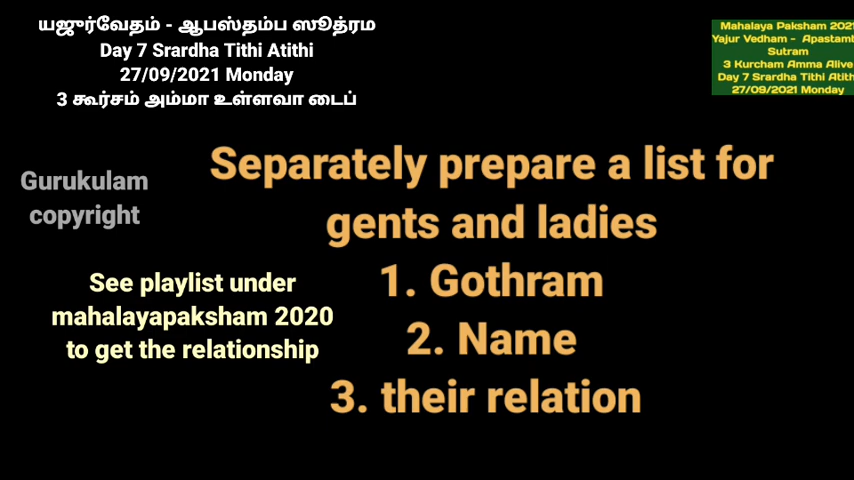 யஜுர்வேதம் - ஆபஸ்தம்ப ஸூத்ரம
Day 7 Srardha Tithi Atithi
27/09/2021 Monday
3 கூர்சம் அம்மா உள்ளவா டைப்
Mahalaya Paksham 2021
Yajur Vedham - Apastamb
Sutram
3 Kurcham Amma Alive
Day 7 Srardha Tithi Atith
27/09/2021 Monday
Gurukulam
copyright
Separately prepare a list for
gents and ladies
1. Gothram
2. Name
3. their relation
See playlist under
mahalayapaksham 2020
to get the relationship